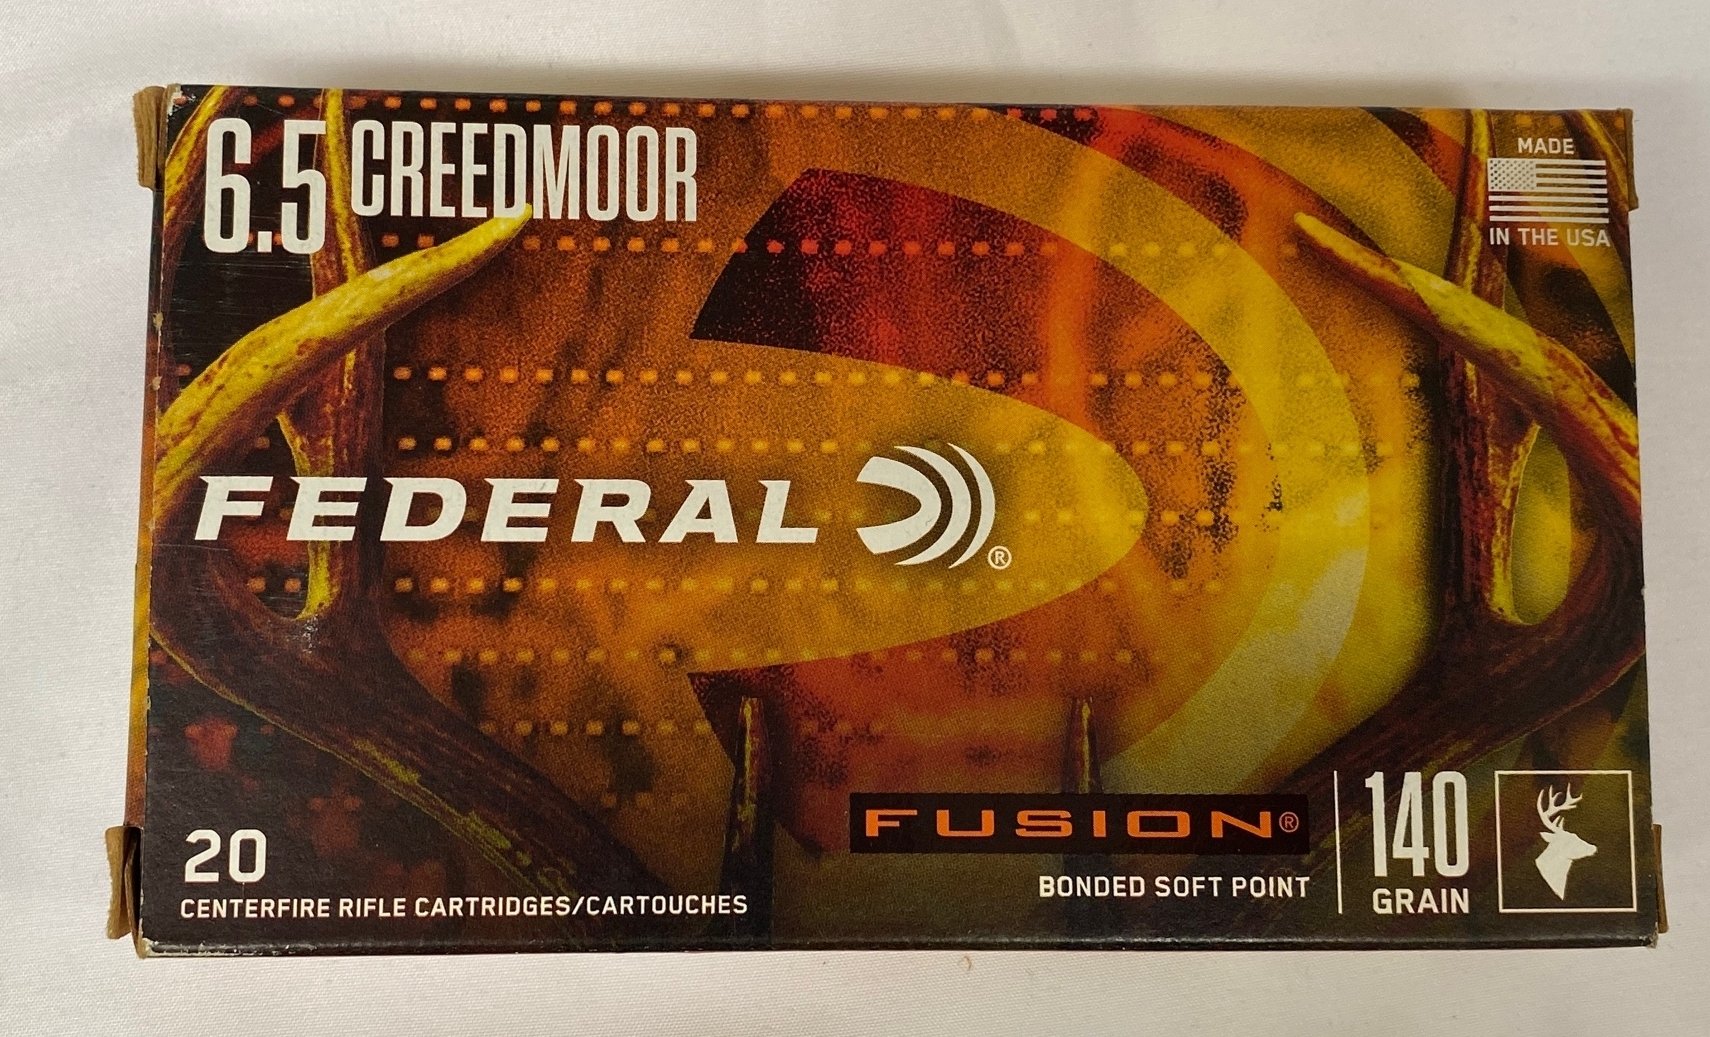 6.5 CREEDMOOR
MADE
IN THE USA
FEDERAL®
20
CENTERFIRE RIFLE CARTRIDGES/CARTOUCHES
FUSION®
BONDED SOFT POINT
140
GRAIN